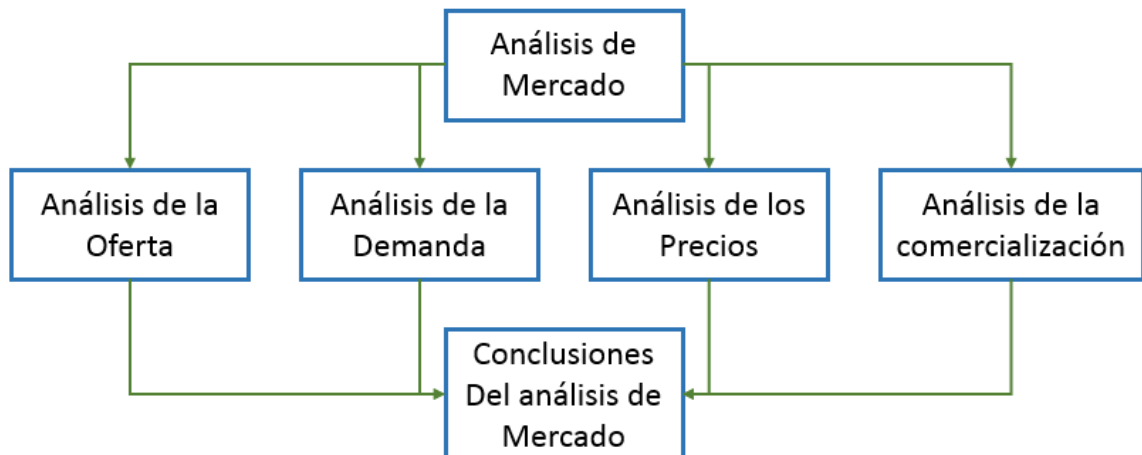 Análisis de
Mercado
Análisis de la
Oferta
Análisis de la
Demanda
Análisis de los
Precios
Análisis de la
comercialización
Conclusiones
Del análisis de
Mercado